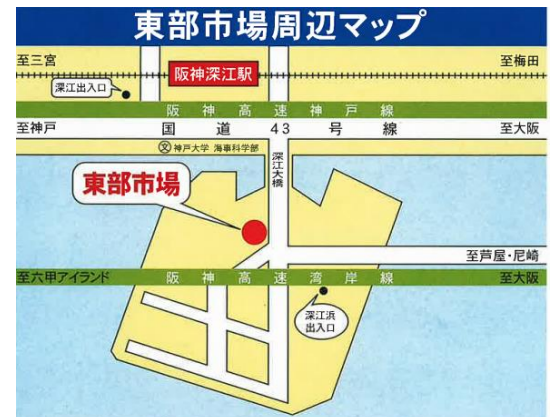 東部市場周辺マップ
至三宮
阪神深江駅
至梅田
深江出入口
阪神高速神戸線
至神戸
国道43号線
至大阪
文 神戸大学 海事科学部
深江大橋
東部市場
至芦屋・尼崎
至六甲アイランド
阪神高速湾岸線
至大阪
深江浜
出入口